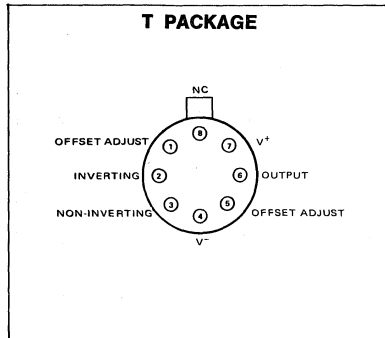 T PACKAGE
NC
OFFSET ADJUST 1 8 7 V+
INVERTING 2 6 OUTPUT
NON-INVERTING 3 4 5 OFFSET ADJUST
V−